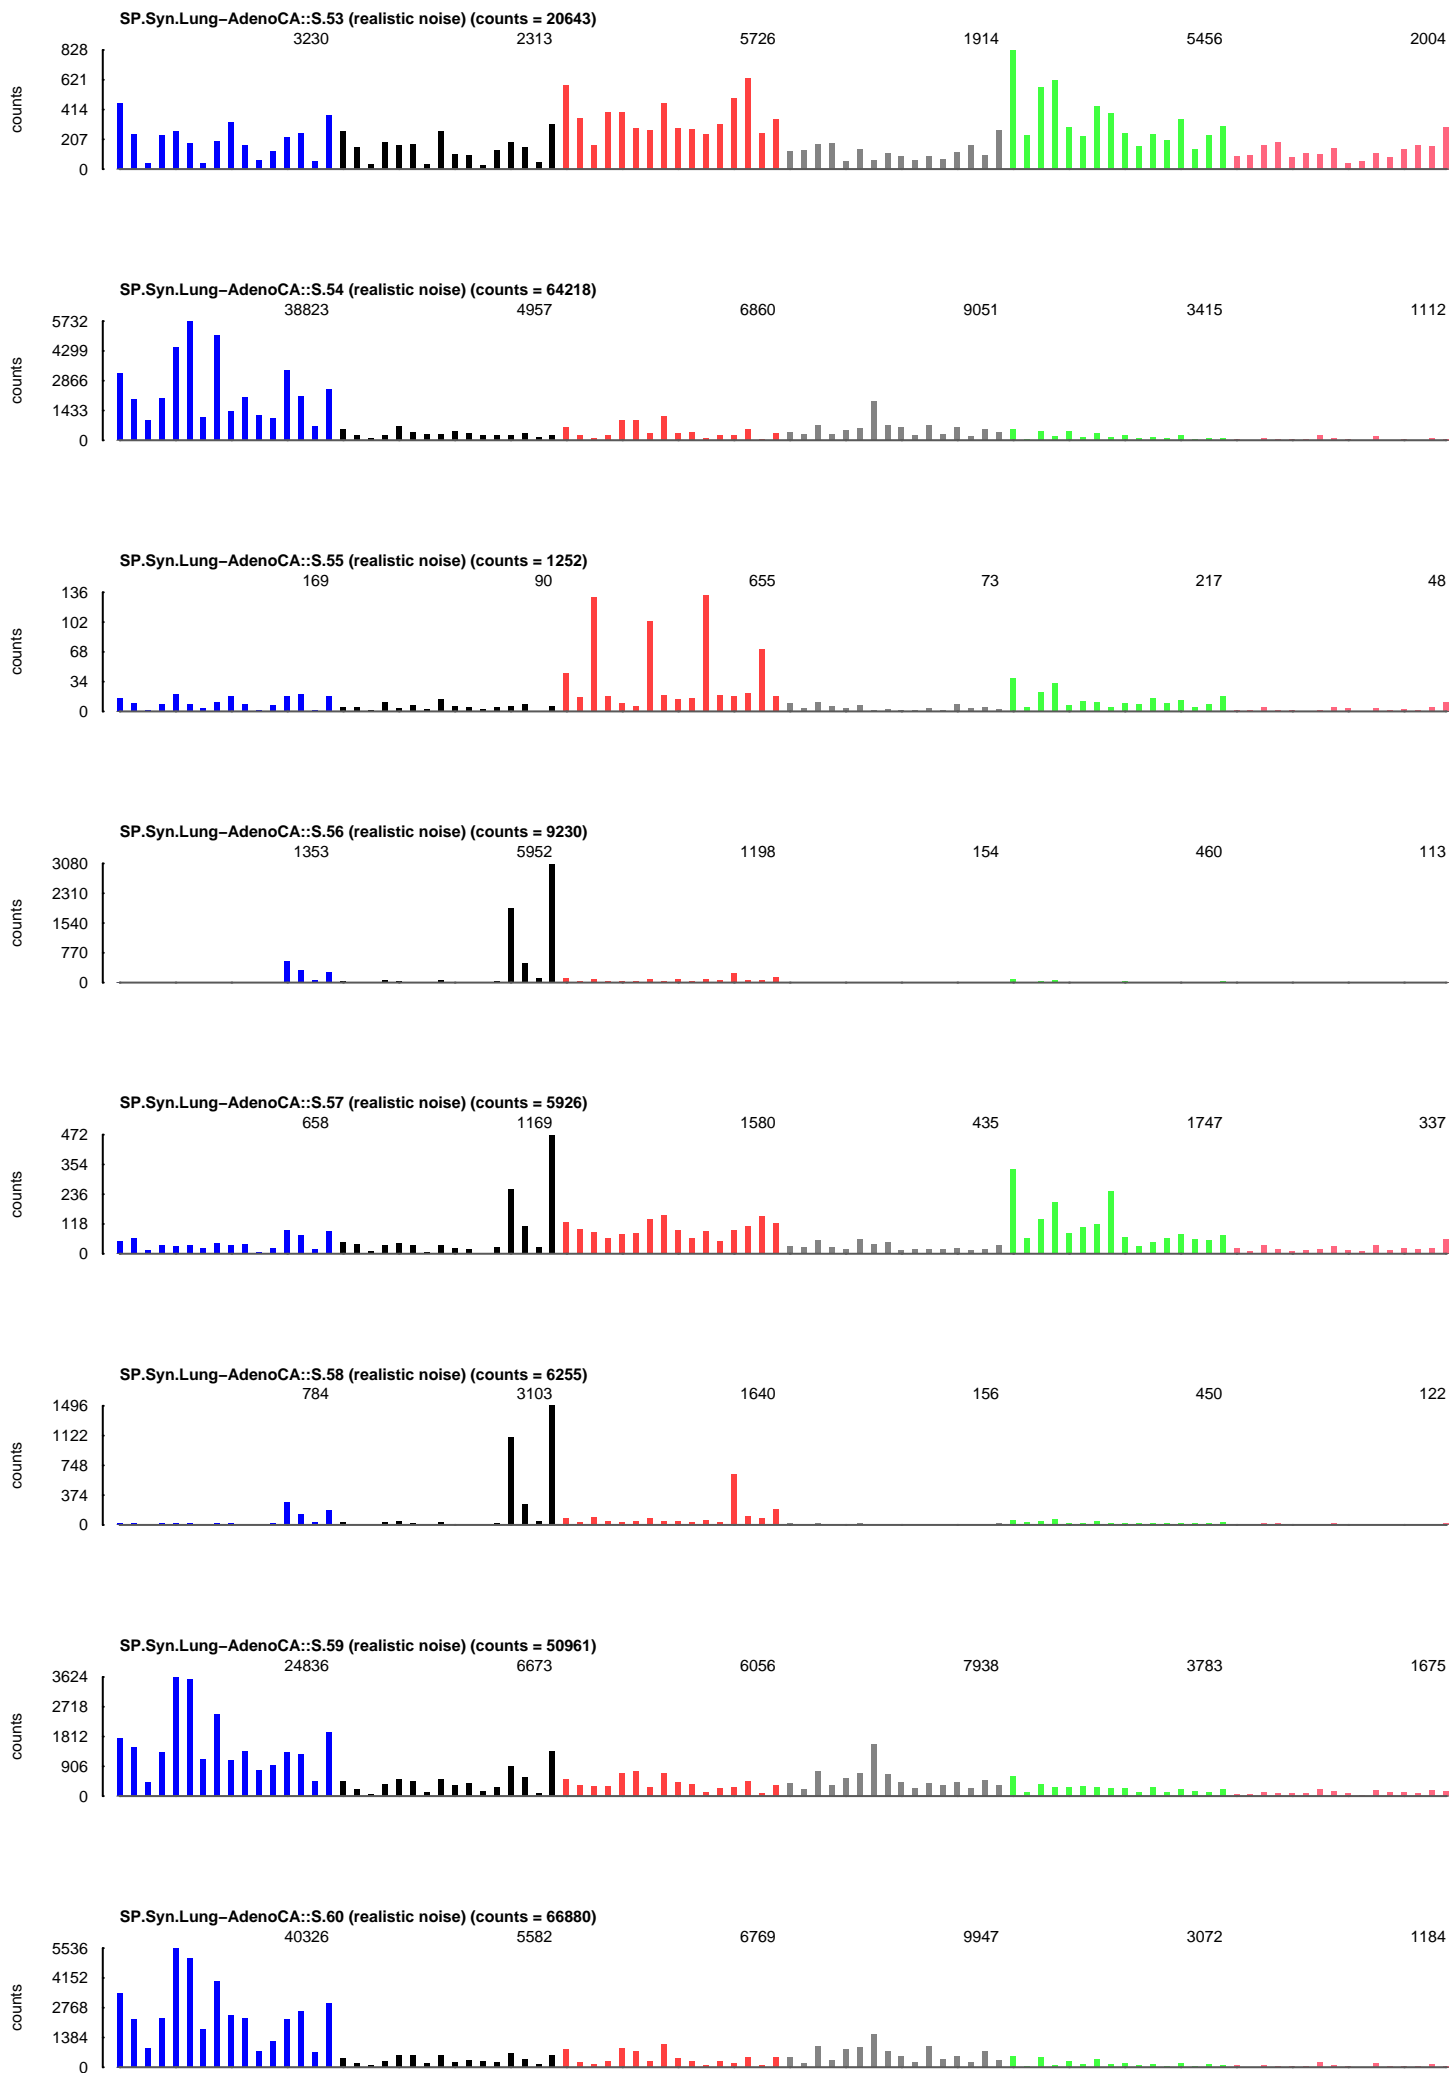 SP.Syn.Lung–AdenoCA::S.53 (realistic noise) (counts = 20643)
3230 2313 5726 1914 5456 2004
828
621
414
207
0
counts
SP.Syn.Lung–AdenoCA::S.54 (realistic noise) (counts = 64218)
38823 4957 6860 9051 3415 1112
5732
4299
2866
1433
0
counts
SP.Syn.Lung–AdenoCA::S.55 (realistic noise) (counts = 1252)
169 90 655 73 217 48
136
102
68
34
0
counts
SP.Syn.Lung–AdenoCA::S.56 (realistic noise) (counts = 9230)
1353 5952 1198 154 460 113
3080
2310
1540
770
0
counts
SP.Syn.Lung–AdenoCA::S.57 (realistic noise) (counts = 5926)
658 1169 1580 435 1747 337
472
354
236
118
0
counts
SP.Syn.Lung–AdenoCA::S.58 (realistic noise) (counts = 6255)
784 3103 1640 156 450 122
1496
1122
748
374
0
counts
SP.Syn.Lung–AdenoCA::S.59 (realistic noise) (counts = 50961)
24836 6673 6056 7938 3783 1675
3624
2718
1812
906
0
counts
SP.Syn.Lung–AdenoCA::S.60 (realistic noise) (counts = 66880)
40326 5582 6769 9947 3072 1184
5536
4152
2768
1384
0
counts